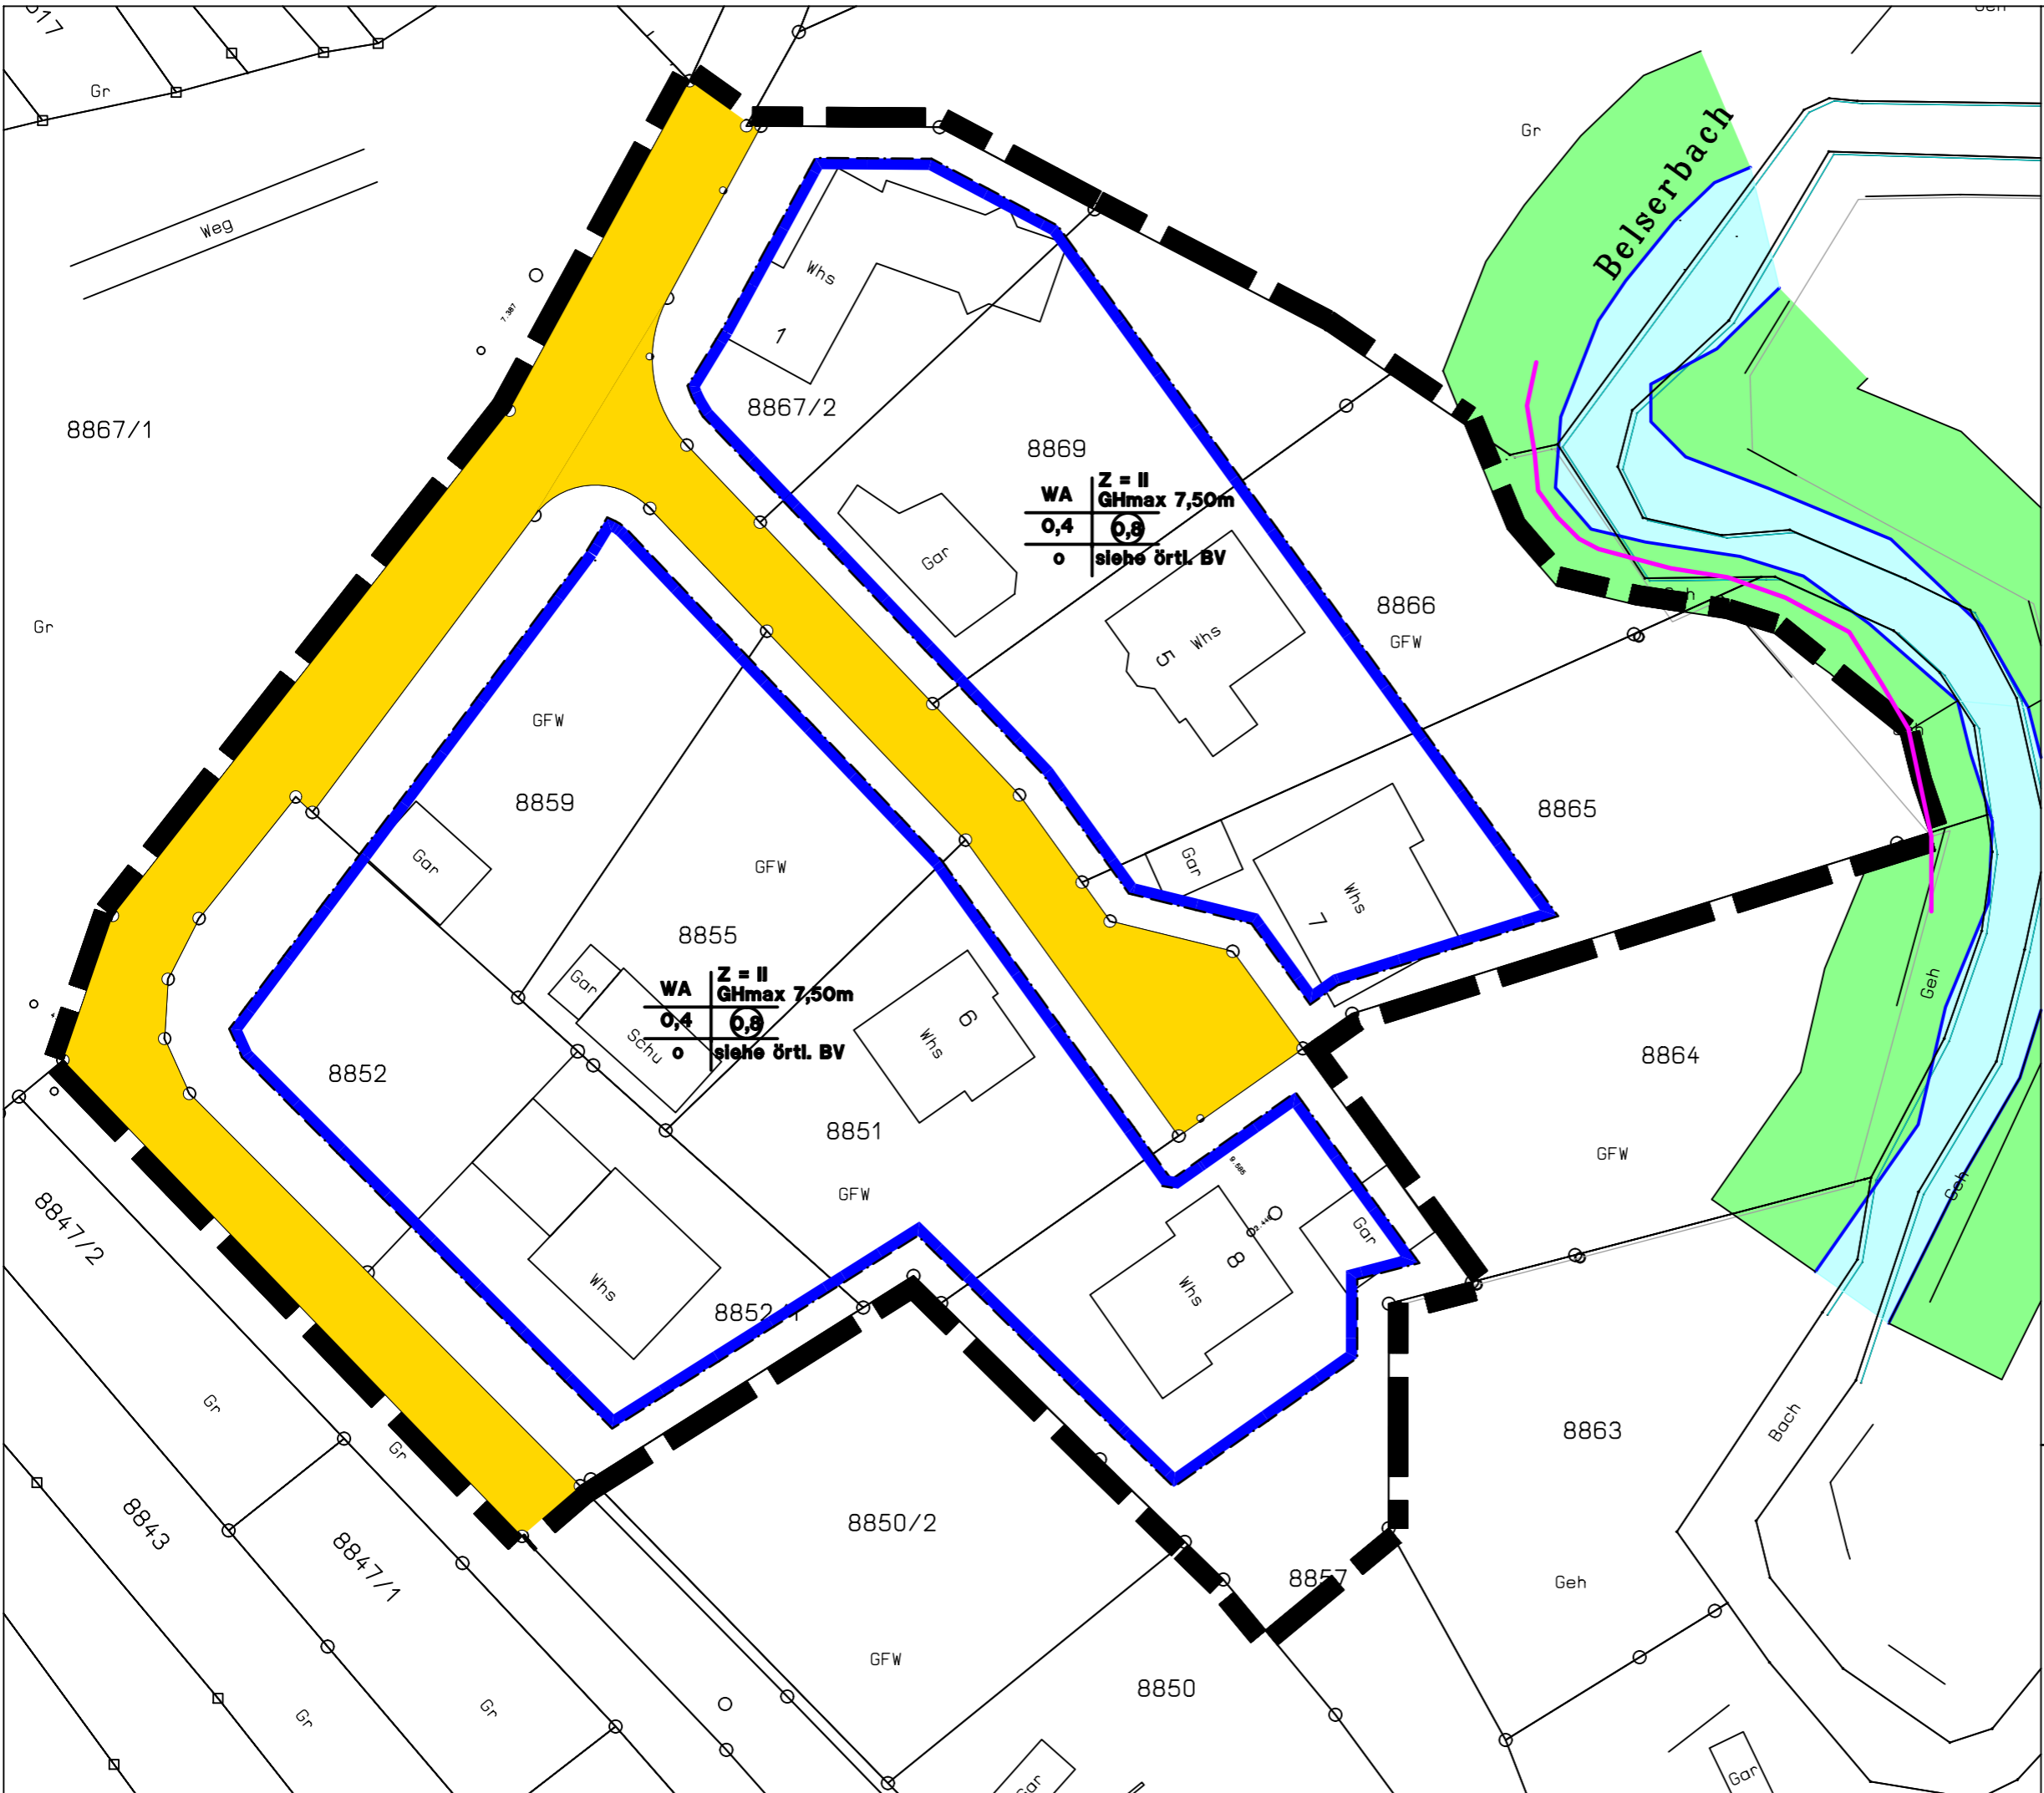 Gr
Weg
Gr
Belserbach
Whs
1
8867/1
8867/2
8869
WA
Z = II
GHmax 7,50m
0,4
0,8
o
siehe örtl. BV
Gar
8866
GFW
Gr
Whs
5
GFW
8859
8865
Gar
GFW
Gar
Whs
7
8855
WA
Z = II
GHmax 7,50m
0,4
0,8
o
siehe örtl. BV
Gar
Schu
6
Whs
Geh
8864
8852
8851
GFW
GFW
Geh
8847/2
Gar
8
Whs
Whs
8852/1
Gr
Gr
8863
Bach
8843
8847/1
8850/2
8857
Geh
GFW
8850
Gr
Gr
Gar
Gar